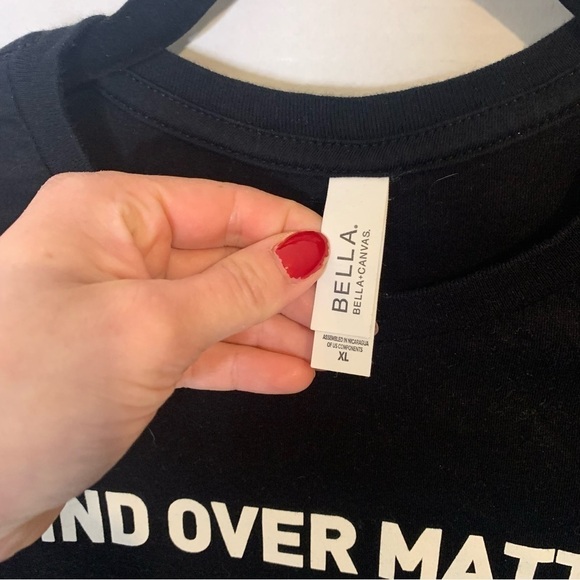 BELLA.
BELLA+CANVAS.
ASSEMBLED IN NICARAGUA
OF US COMPONENTS
XL
IND OVER MATT